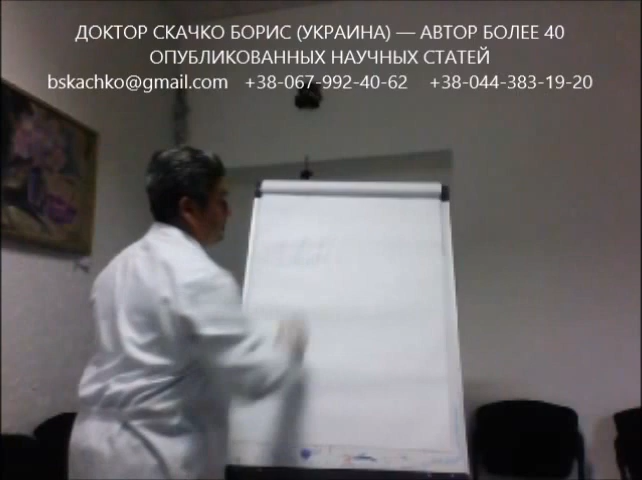 ДОКТОР СКАЧКО БОРИС (УКРАИНА) — АВТОР БОЛЕЕ 40
ОПУБЛИКОВАННЫХ НАУЧНЫХ СТАТЕЙ
bskachko@gmail.com +38-067-992-40-62 +38-044-383-19-20